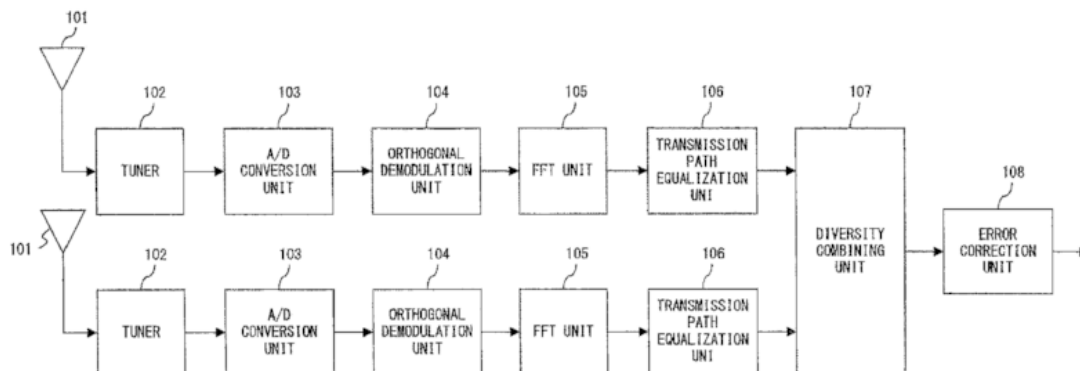 101
102
103
104
105
106
107
TUNER
A/D
CONVERSION
UNIT
ORTHOGONAL
DEMODULATION
UNIT
FFT UNIT
TRANSMISSION
PATH
EQUALIZATION
UNI
108
101
102
103
104
105
106
DIVERSITY
COMBINING
UNIT
ERROR
CORRECTION
UNIT
TUNER
A/D
CONVERSION
UNIT
ORTHOGONAL
DEMODULATION
UNIT
FFT UNIT
TRANSMISSION
PATH
EQUALIZATION
UNI